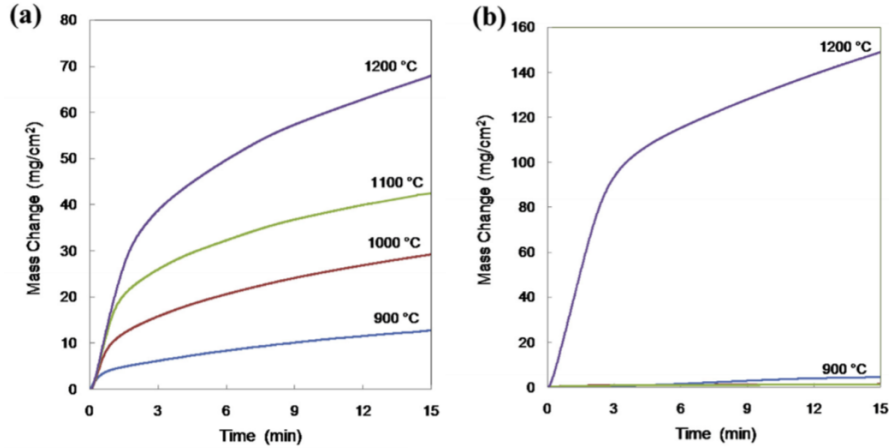 (a)
80
70
60
50
40
30
20
10
0
Mass Change (mg/cm²)
1200 °C
1100 °C
1000 °C
900 °C
0 3 6 9 12 15
Time (min)
(b)
160
140
120
100
80
60
40
20
0
Mass Change (mg/cm²)
1200 °C
900 °C
0 3 6 9 12 15
Time (min)